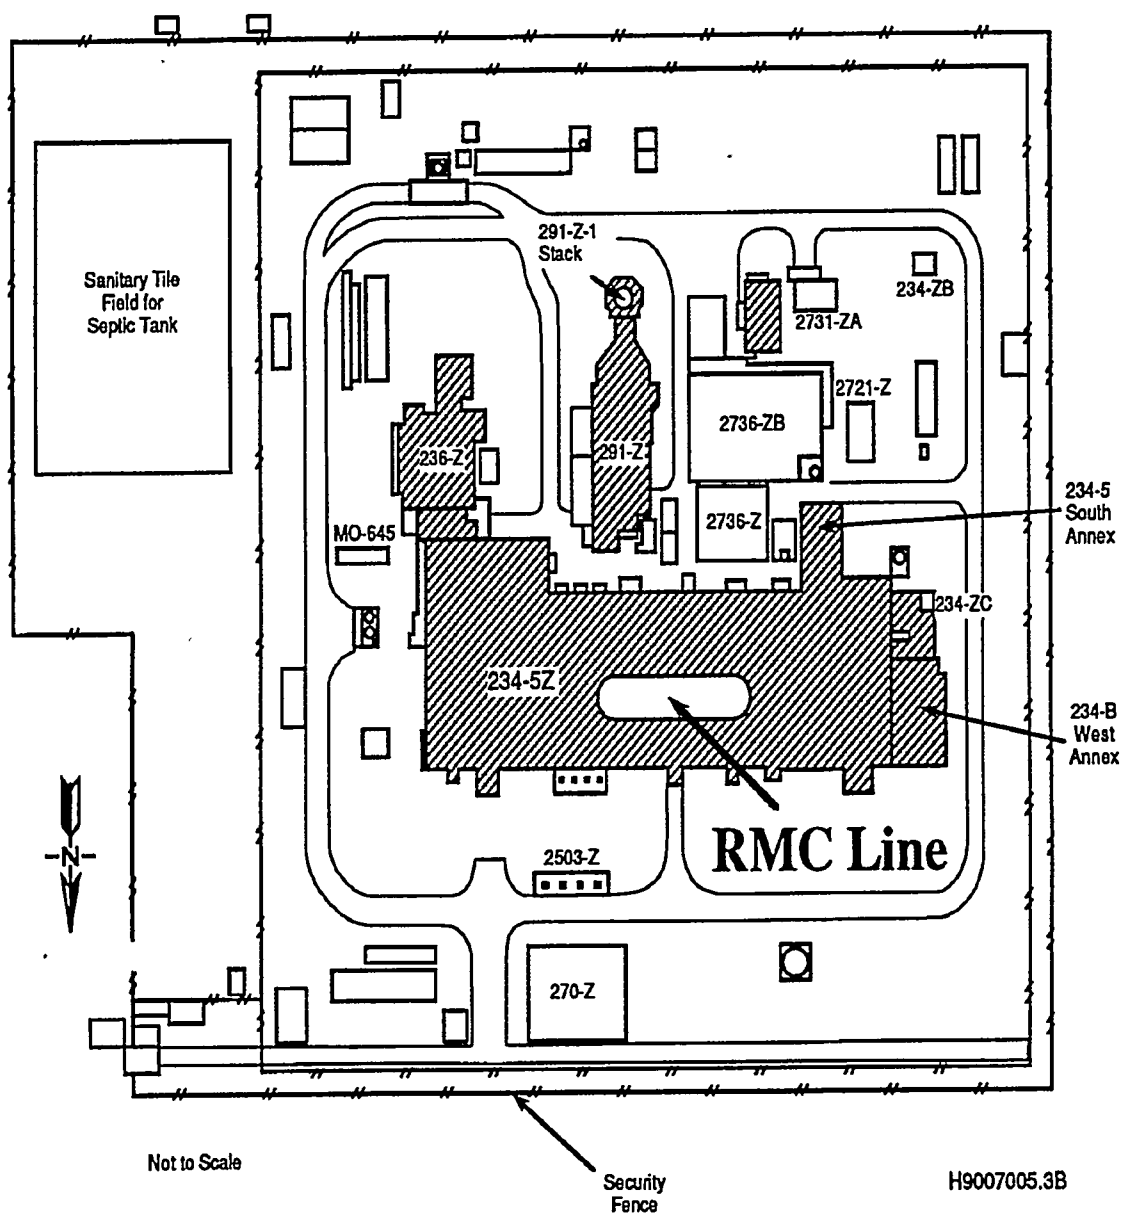 291-Z-1
Stack
Sanitary Tile
Field for
Septic Tank
234-ZB
2731-ZA
2721-Z
2736-ZB
236-Z
291-Z
2736-Z
234-5
South
Annex
MO-645
234-ZC
234-5Z
234-B
West
Annex
N
RMC Line
2503-Z
270-Z
Not to Scale
Security
Fence
H9007005.3B